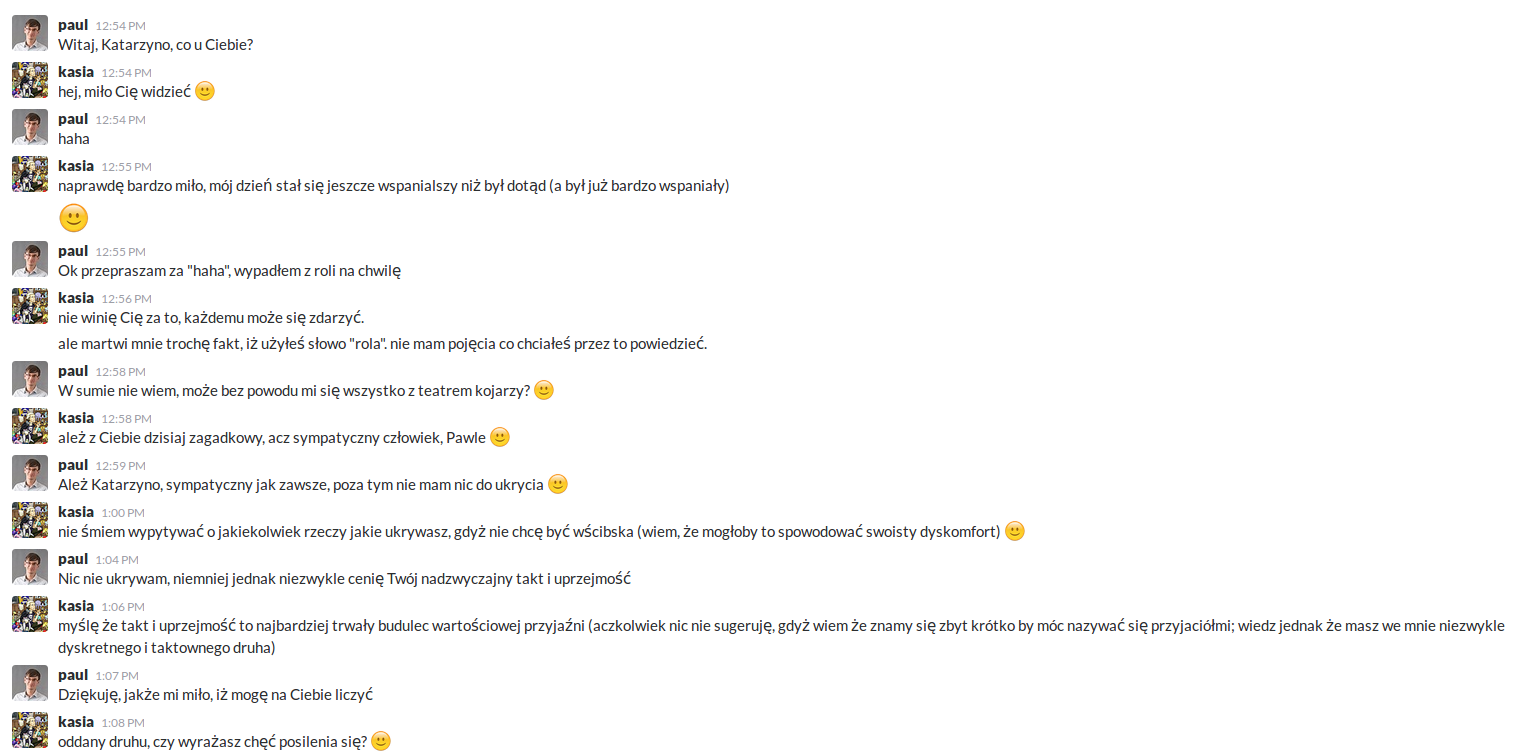 paul 12:54 PM
Witaj, Katarzyno, co u Ciebie?
kasia 12:54 PM
hej, miło Cię widzieć
paul 12:54 PM
haha
kasia 12:55 PM
naprawdę bardzo miło, mój dzień stał się jeszcze wspanialszy niż był dotąd (a był już bardzo wspaniały)
paul 12:55 PM
Ok przepraszam za "haha", wypadłem z roli na chwilę
kasia 12:56 PM
nie winię Cię za to, każdemu może się zdarzyć.
ale martwi mnie trochę fakt, iż użyłeś słowo "rola". nie mam pojęcia co chciałeś przez to powiedzieć.
paul 12:58 PM
W sumie nie wiem, może bez powodu mi się wszystko z teatrem kojarzy?
kasia 12:58 PM
ależ z Ciebie dzisiaj zagadkowy, acz sympatyczny człowiek, Pawle
paul 12:59 PM
Ależ Katarzyno, sympatyczny jak zawsze, poza tym nie mam nic do ukrycia
kasia 1:00 PM
nie śmiem wypytywać o jakiekolwiek rzeczy jakie ukrywasz, gdyż nie chcę być wścibska (wiem, że mogłoby to spowodować swoisty dyskomfort)
paul 1:04 PM
Nic nie ukrywam, niemniej jednak niezwykle cenię Twój nadzwyczajny takt i uprzejmość
kasia 1:06 PM
myślę że takt i uprzejmość to najbardziej trwały budulec wartościowej przyjaźni (aczkolwiek nic nie sugeruję, gdyż wiem że znamy się zbyt krótko by móc nazywać się przyjaciółmi; wiedz jednak że masz we mnie niezwykle
dyskretnego i taktownego druha)
paul 1:07 PM
Dziękuję, jakże mi miło, iż mogę na Ciebie liczyć
kasia 1:08 PM
oddany druhu, czy wyrażasz chęć posilenia się?